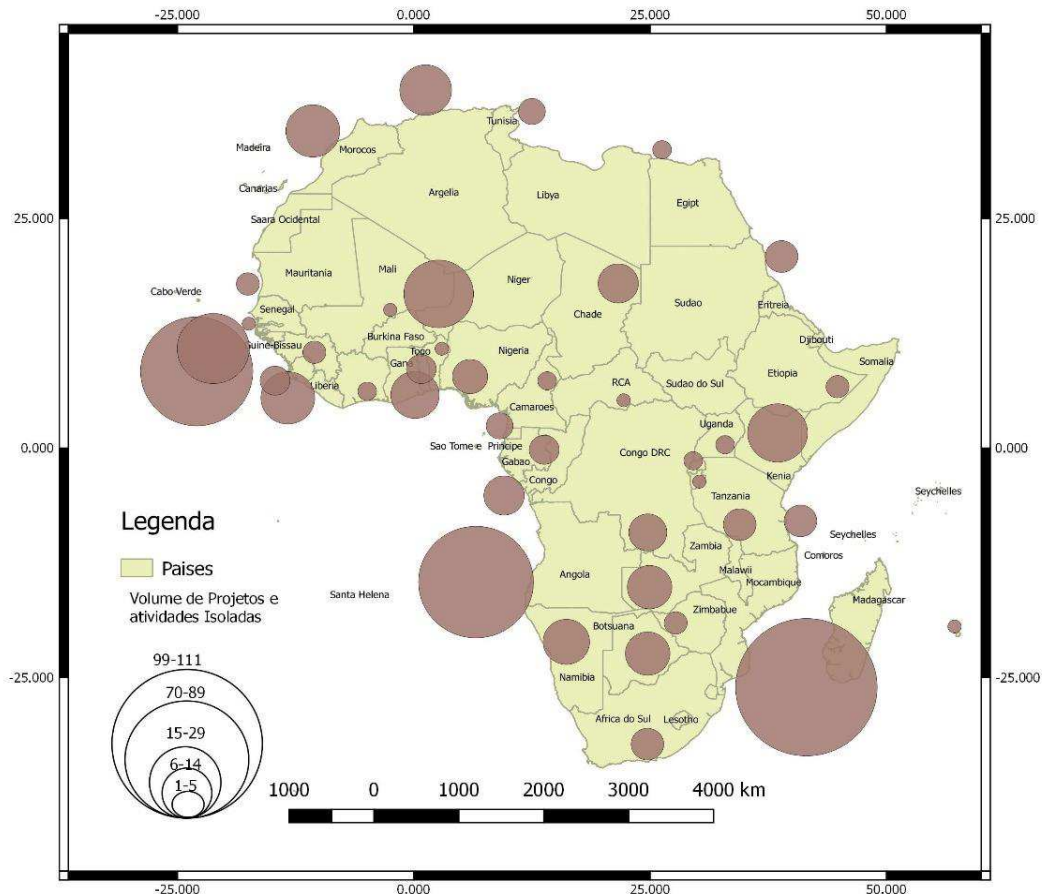 -25.000 0.000 25.000 50.000
Tunisia
Madeira
Morocos
Canarias
Argelia
Libya
Egipt
25.000 25.000
Saara Ocidental
Mauritania
Mali
Niger
Cabo-Verde
Chade
Sudao
Senegal
Eritreia
Burkina Faso
Djibouti
Guine-Bissau
Togo
Nigeria
Somalia
Gana
Etiopia
Liberia
RCA
Sudao do Sul
Camaroes
Uganda
0.000 0.000
Sao Tome e Principe
Congo DRC
Gabao
Kenia
Congo
Tanzania
Seychelles
Legenda
Seychelles
Zambia
Comoros
Paises
Angola
Malawii
Mocambique
Santa Helena
Madagascar
Volume de Projetos e
atividades Isoladas
Zimbabue
Botsuana
99-111
-25.000 -25.000
Namibia
70-89
Africa do Sul
Lesotho
15-29
6-14
1-5
1000 0 1000 2000 3000 4000 km
-25.000 0.000 25.000 50.000